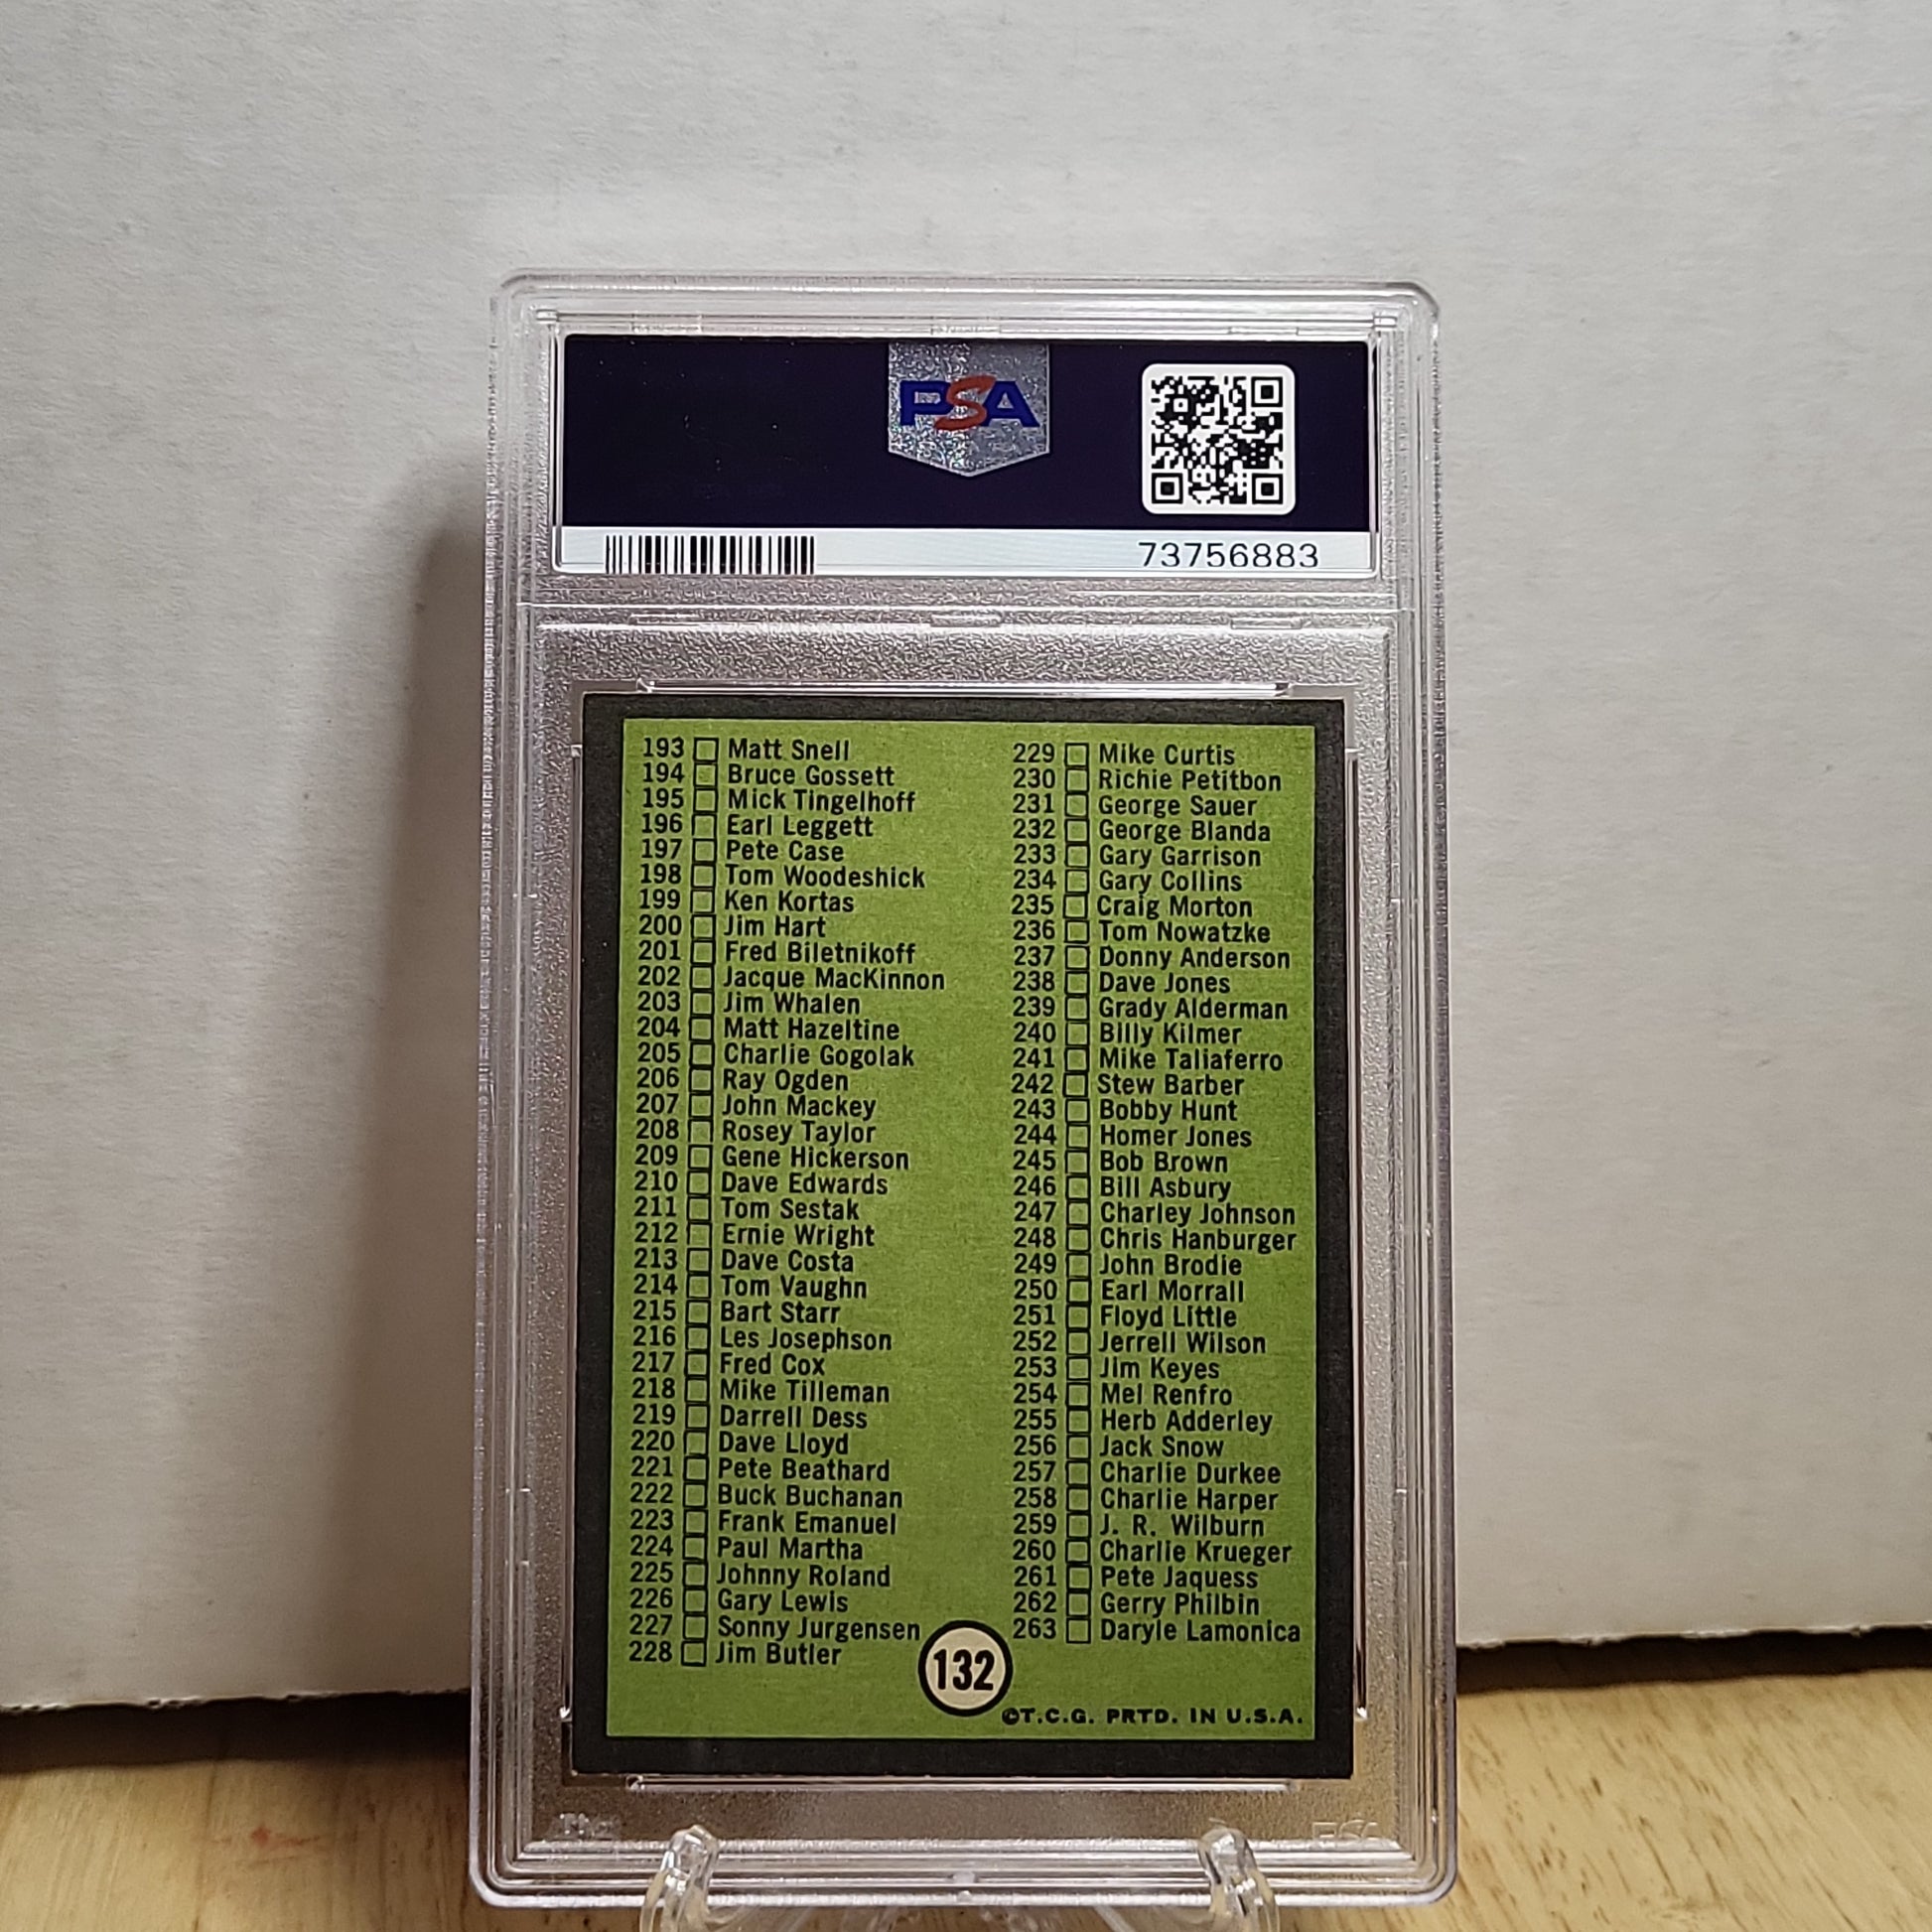 PSA
73756883
193 Matt Snell
194 Bruce Gossett
195 Mick Tingelhoff
196 Earl Leggett
197 Pete Case
198 Tom Woodeshick
199 Ken Kortas
200 Jim Hart
201 Fred Biletnikoff
202 Jacque MacKinnon
203 Jim Whalen
204 Matt Hazeltine
205 Charlie Gogolak
206 Ray Ogden
207 John Mackey
208 Rosey Taylor
209 Gene Hickerson
210 Dave Edwards
211 Tom Sestak
212 Ernie Wright
213 Dave Costa
214 Tom Vaughn
215 Bart Starr
216 Les Josephson
217 Fred Cox
218 Mike Tilleman
219 Darrell Dess
220 Dave Lloyd
221 Pete Beathard
222 Buck Buchanan
223 Frank Emanuel
224 Paul Martha
225 Johnny Roland
226 Gary Lewis
227 Sonny Jurgensen
228 Jim Butler
229 Mike Curtis
230 Richie Petitbon
231 George Sauer
232 George Blanda
233 Gary Garrison
234 Gary Collins
235 Craig Morton
236 Tom Nowatzke
237 Donny Anderson
238 Dave Jones
239 Grady Alderman
240 Billy Kilmer
241 Mike Taliaferro
242 Stew Barber
243 Bobby Hunt
244 Homer Jones
245 Bob Brown
246 Bill Asbury
247 Charley Johnson
248 Chris Hanburger
249 John Brodie
250 Earl Morrall
251 Floyd Little
252 Jerrell Wilson
253 Jim Keyes
254 Mel Renfro
255 Herb Adderley
256 Jack Snow
257 Charlie Durkee
258 Charlie Harper
259 J. R. Wilburn
260 Charlie Krueger
261 Pete Jaquess
262 Gerry Philbin
263 Daryle Lamonica
132
©T.C.G. PRTD. IN U.S.A.
PSA